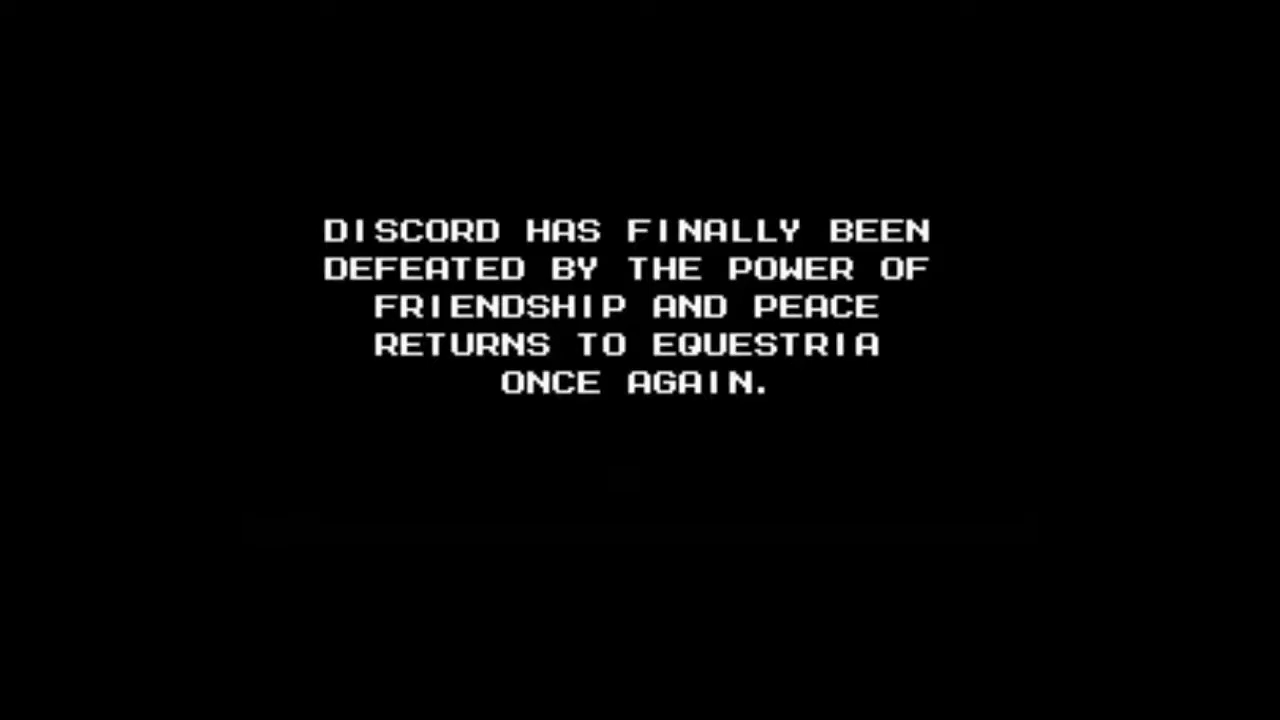 DISCORD HAS FINALLY BEEN
DEFEATED BY THE POWER OF
FRIENDSHIP AND PEACE
RETURNS TO EQUESTRIA
ONCE AGAIN.